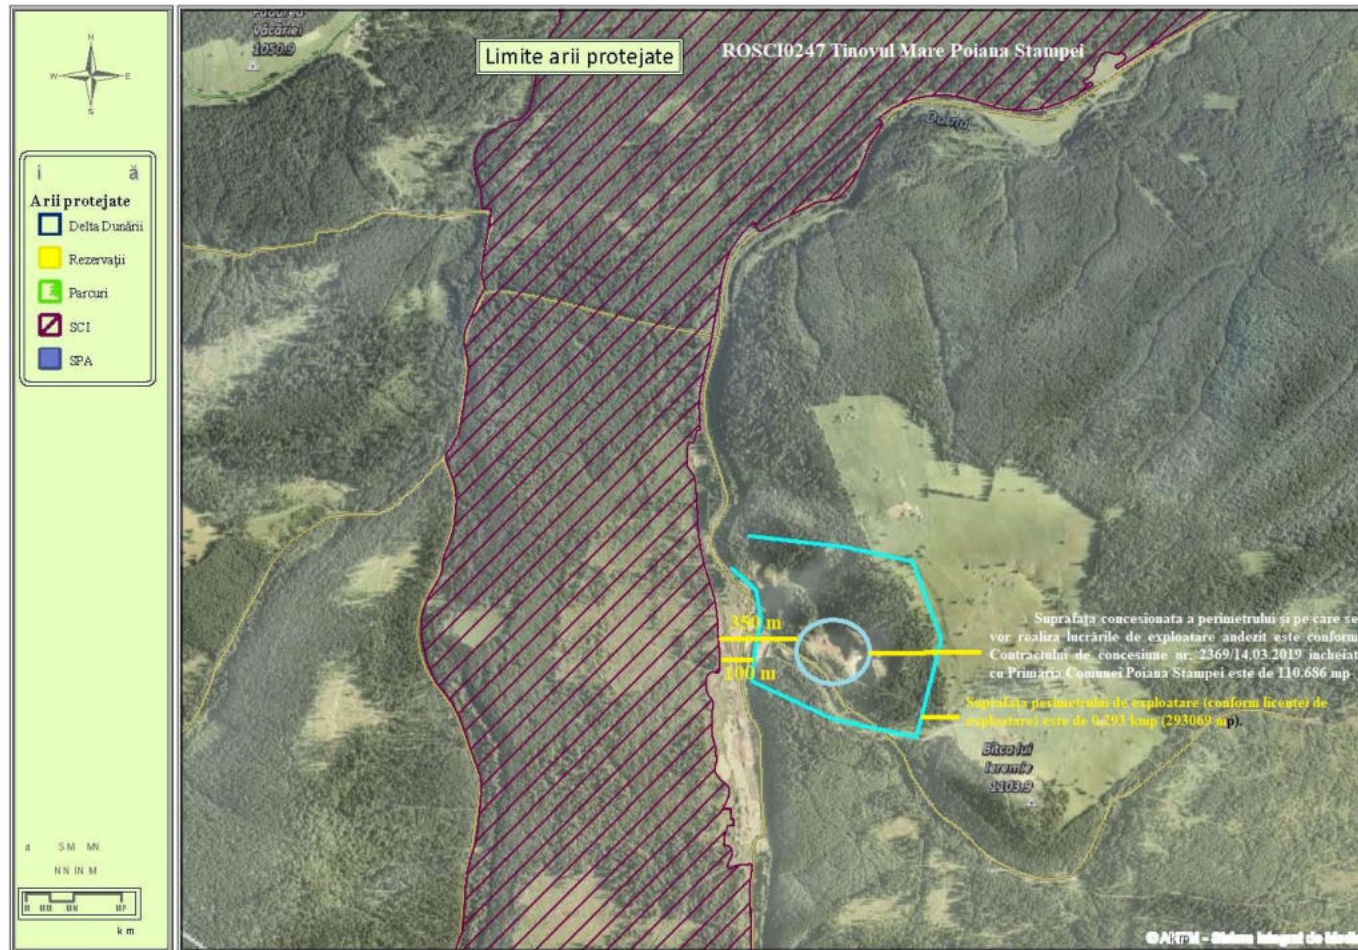 N
W E
S
Pădurea
Văcăriei
1050.9
Limite arii protejate
ROSCI0247 Tinovul Mare Poiana Stampei
Dorna
i ă
Arii protejate
Delta Dunării
Rezervații
Parcuri
SCI
SPA
350 m
100 m
Suprafața concesionata a perimetrului și pe care se
vor realiza lucrările de exploatare andezit este conform
Contractului de concesiune nr. 2369/14.03.2019 incheiat
cu Primăria Comunei Poiana Stampei este de 110.686 mp
Suprafața perimetrului de exploatare (conform licenței de
exploatare) este de 0,293 kmp (293069 mp).
Bîtca lui
Ieremie
1103.9
km